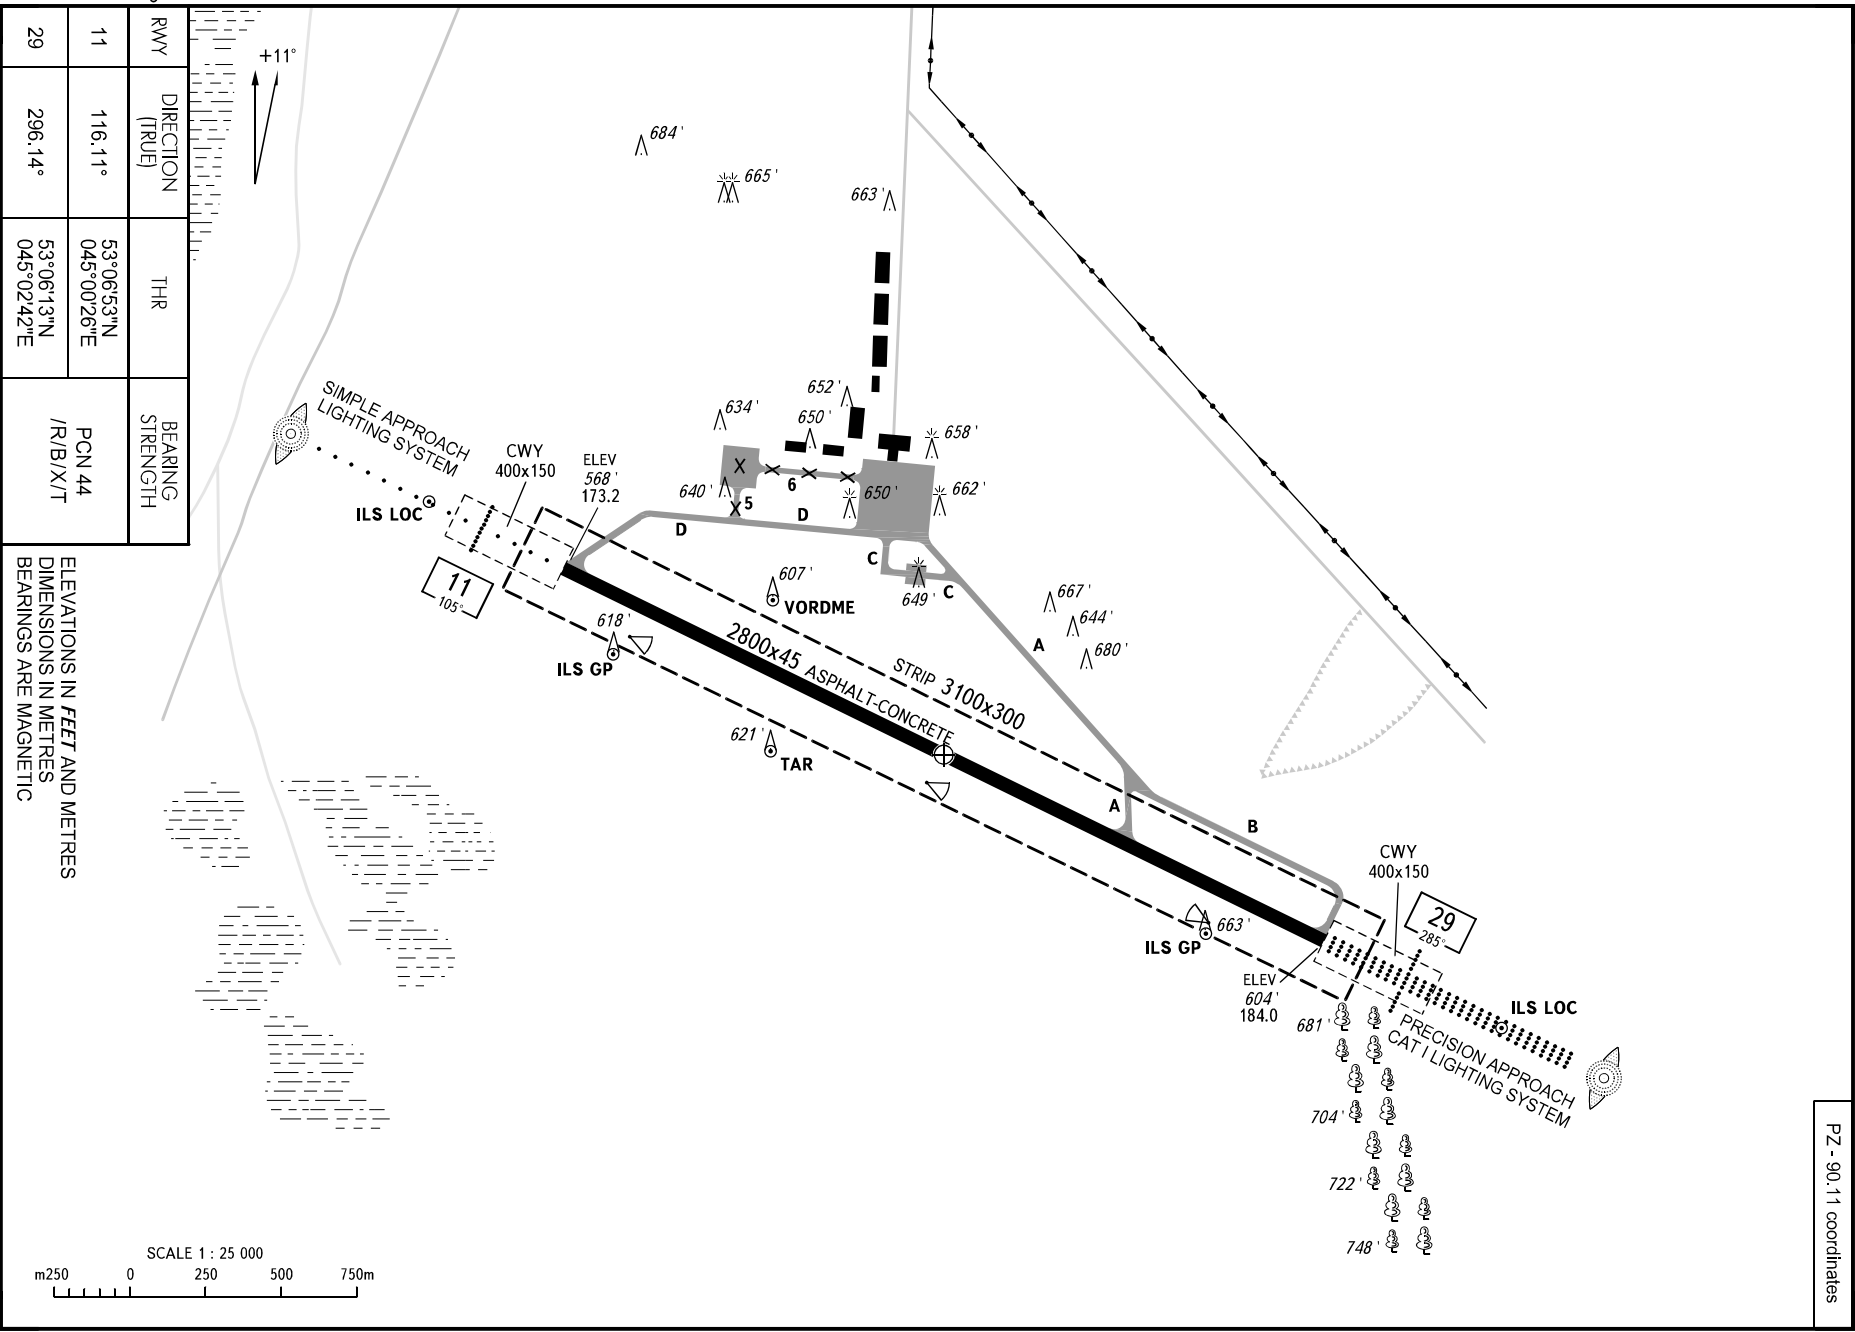 RWY
DIRECTION
(TRUE)
THR
BEARING
STRENGTH
11
116.11°
53°06'53"N
045°00'26"E
29
296.14°
53°06'13"N
045°02'42"E
PCN 44
/R/B/X/T
ELEVATIONS IN FEET AND METRES
DIMENSIONS IN METRES
BEARINGS ARE MAGNETIC
+11°
684'
665'
663'
652'
650'
634'
658'
640'
650'
662'
6
5
D
D
C
C
649'
SIMPLE APPROACH
LIGHTING SYSTEM
CWY
400x150
ELEV
568'
173.2
ILS LOC
11
105°
607'
VORDME
618'
ILS GP
667'
644'
680'
A
2800x45 ASPHALT-CONCRETE
STRIP 3100x300
621'
TAR
A
B
CWY
400x150
29
285°
663'
ILS GP
ELEV
604'
184.0
ILS LOC
PRECISION APPROACH
CAT I LIGHTING SYSTEM
681'
704'
722'
748'
PZ - 90.11 coordinates
SCALE 1 : 25 000
m250 0 250 500 750m